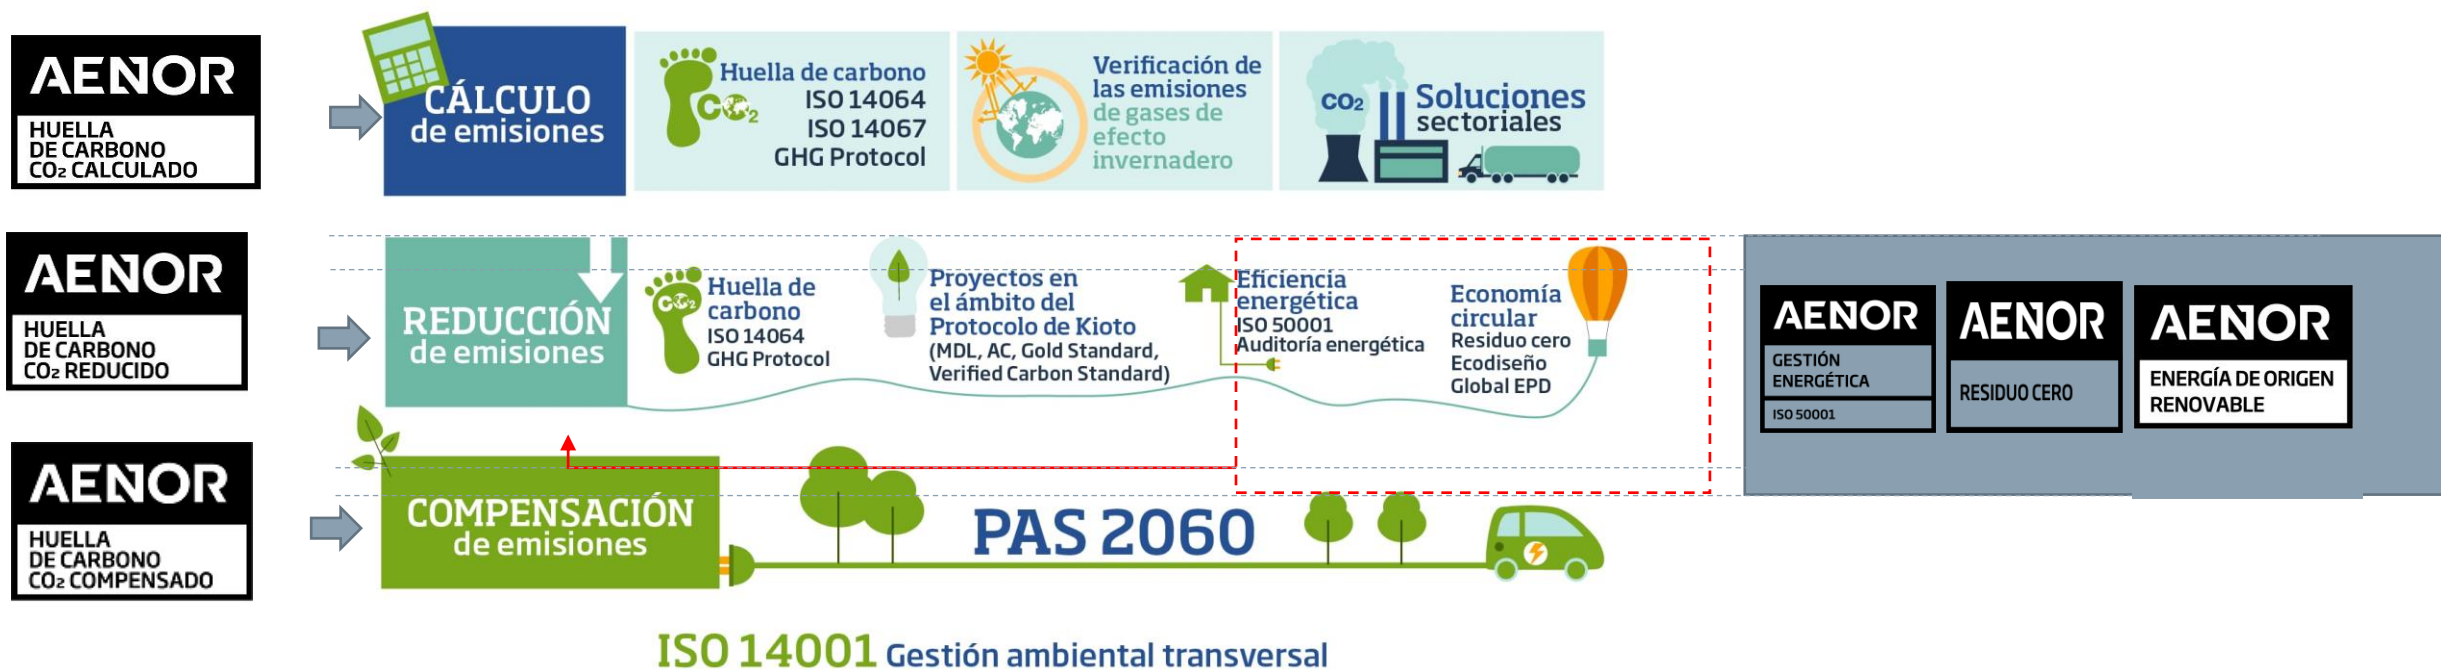 AENOR
HUELLA
DE CARBONO
CO₂ CALCULADO
CÁLCULO
de emisiones
Huella de carbono
ISO 14064
ISO 14067
GHG Protocol
CO₂
Verificación de
las emisiones
de gases de
efecto
invernadero
CO₂
Soluciones
sectoriales
AENOR
HUELLA
DE CARBONO
CO₂ REDUCIDO
REDUCCIÓN
de emisiones
CO₂
Huella de
carbono
ISO 14064
GHG Protocol
Proyectos en
el ámbito del
Protocolo de Kioto
(MDL, AC, Gold Standard,
Verified Carbon Standard)
Eficiencia
energética
ISO 50001
Auditoría energética
Economía
circular
Residuo cero
Ecodiseño
Global EPD
AENOR
GESTIÓN
ENERGÉTICA
ISO 50001
AENOR
RESIDUO CERO
AENOR
ENERGÍA DE ORIGEN
RENOVABLE
AENOR
HUELLA
DE CARBONO
CO₂ COMPENSADO
COMPENSACIÓN
de emisiones
PAS 2060
ISO 14001 Gestión ambiental transversal